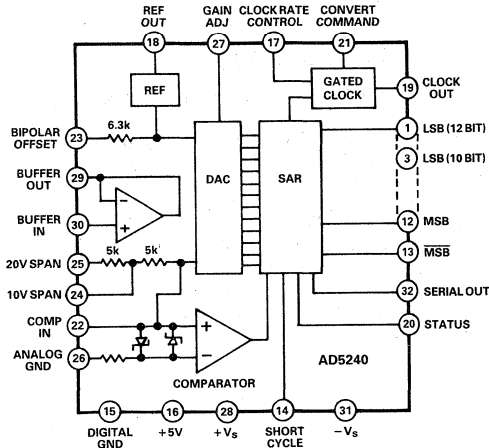 REF OUT
GAIN ADJ
CLOCK RATE CONTROL
CONVERT COMMAND
18
27
17
21
REF
GATED CLOCK
19
CLOCK OUT
BIPOLAR OFFSET
23
6.3k
DAC
SAR
1
LSB (12 BIT)
3
LSB (10 BIT)
BUFFER OUT
29
−
+
BUFFER IN
30
12
MSB
13
MSB
20V SPAN
25
5k
5k
10V SPAN
24
32
SERIAL OUT
COMP IN
22
+
−
20
STATUS
ANALOG GND
26
COMPARATOR
AD5240
15
16
28
14
31
DIGITAL GND
+5V
+VS
SHORT CYCLE
−VS